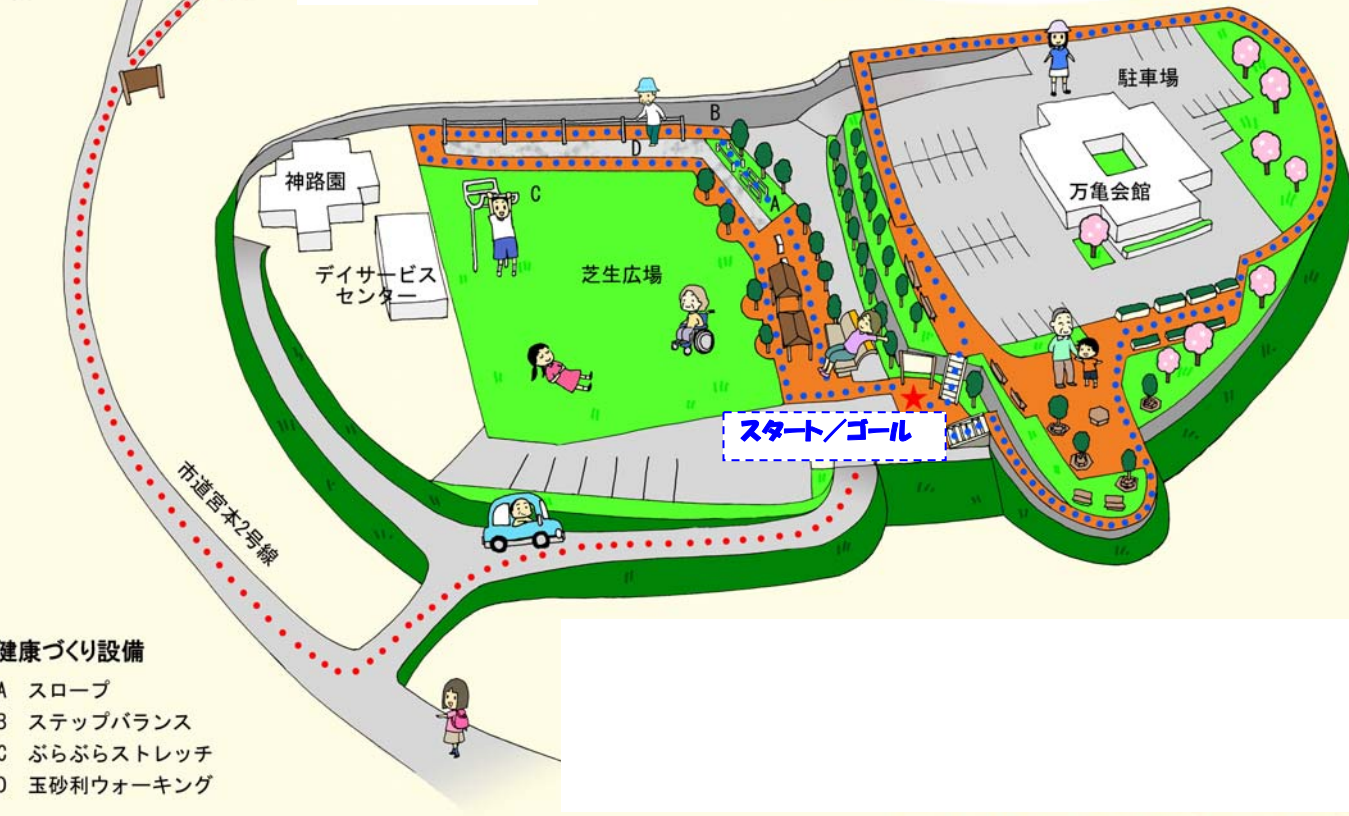 駐車場
B
D
神路園
C
A
万亀会館
デイサービス
センター
芝生広場
スタート/ゴール
市道宮本2号線
健康づくり設備
A スロープ
B ステップバランス
C ぶらぶらストレッチ
D 玉砂利ウォーキング